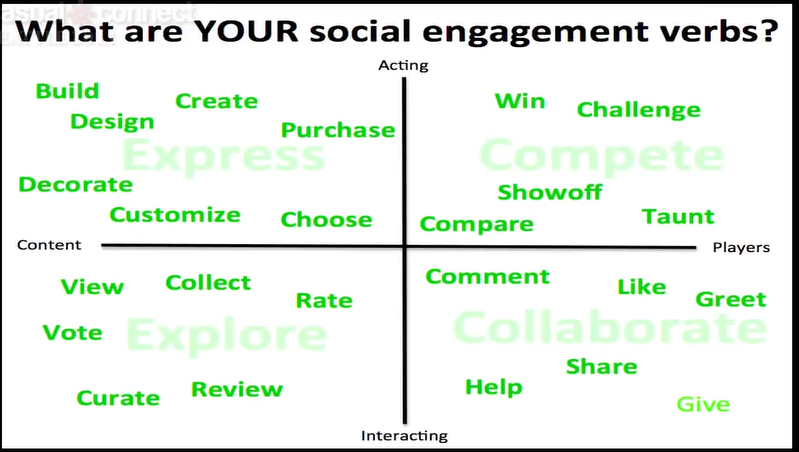 casual connect
What are YOUR social engagement verbs?
Acting
Build
Create
Win
Challenge
Design
Purchase
Express
Compete
Decorate
Showoff
Customize
Choose
Compare
Taunt
Content
Players
View
Collect
Rate
Comment
Like
Greet
Vote
Explore
Collaborate
Share
Curate
Review
Help
Give
Interacting